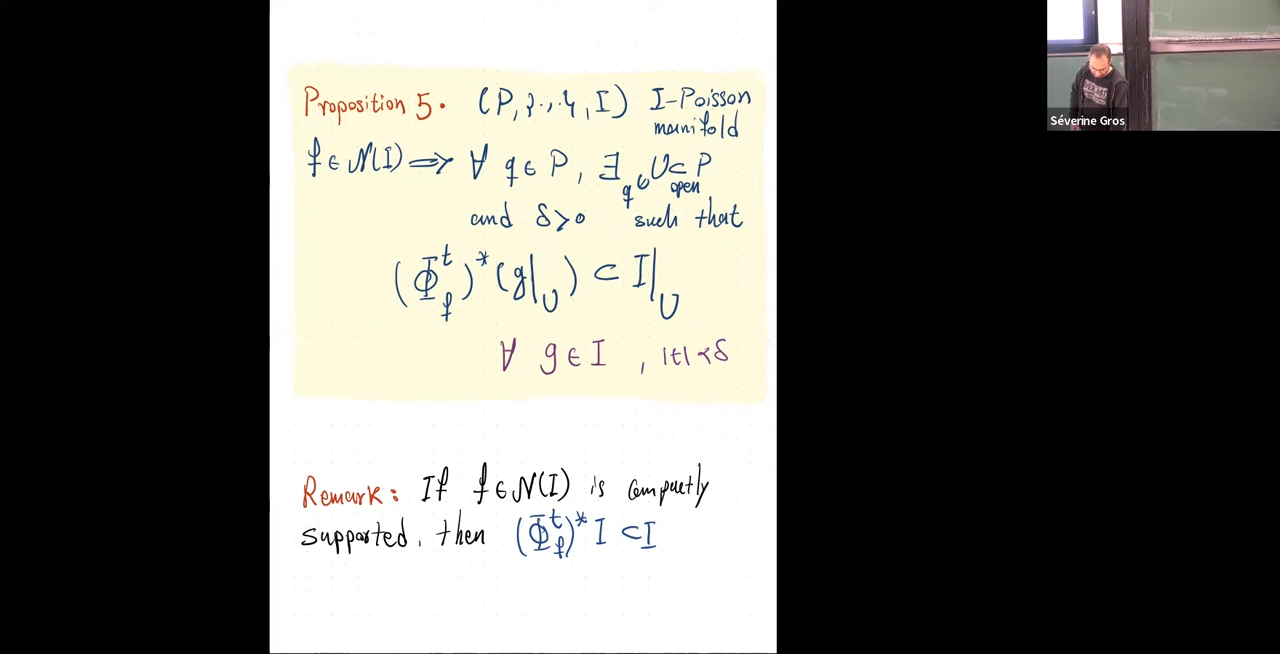 Proposition 5. (P, {.,.}, I) I-Poisson
manifold
f ∈ N(I) ⟹ ∀ q ∈ P, ∃ q∈U⊂P
open
and δ > 0 such that
(Φ_f^t)^* (g|_U) ⊂ I|_U
∀ g ∈ I , |t| < δ
Remark: If f ∈ N(I) is compactly
supported, then (Φ_f^t)^* I ⊂ I
Séverine Gros